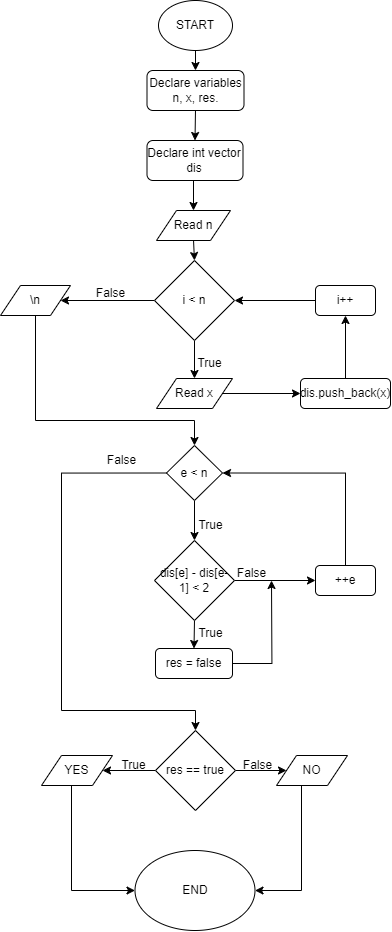 START
Declare variables
n, x, res.
Declare int vector
dis
Read n
i < n
False
\n
i++
True
Read x
dis.push_back(x)
e < n
False
True
dis[e] - dis[e-
1] < 2
False
++e
True
res = false
res == true
True
YES
False
NO
END